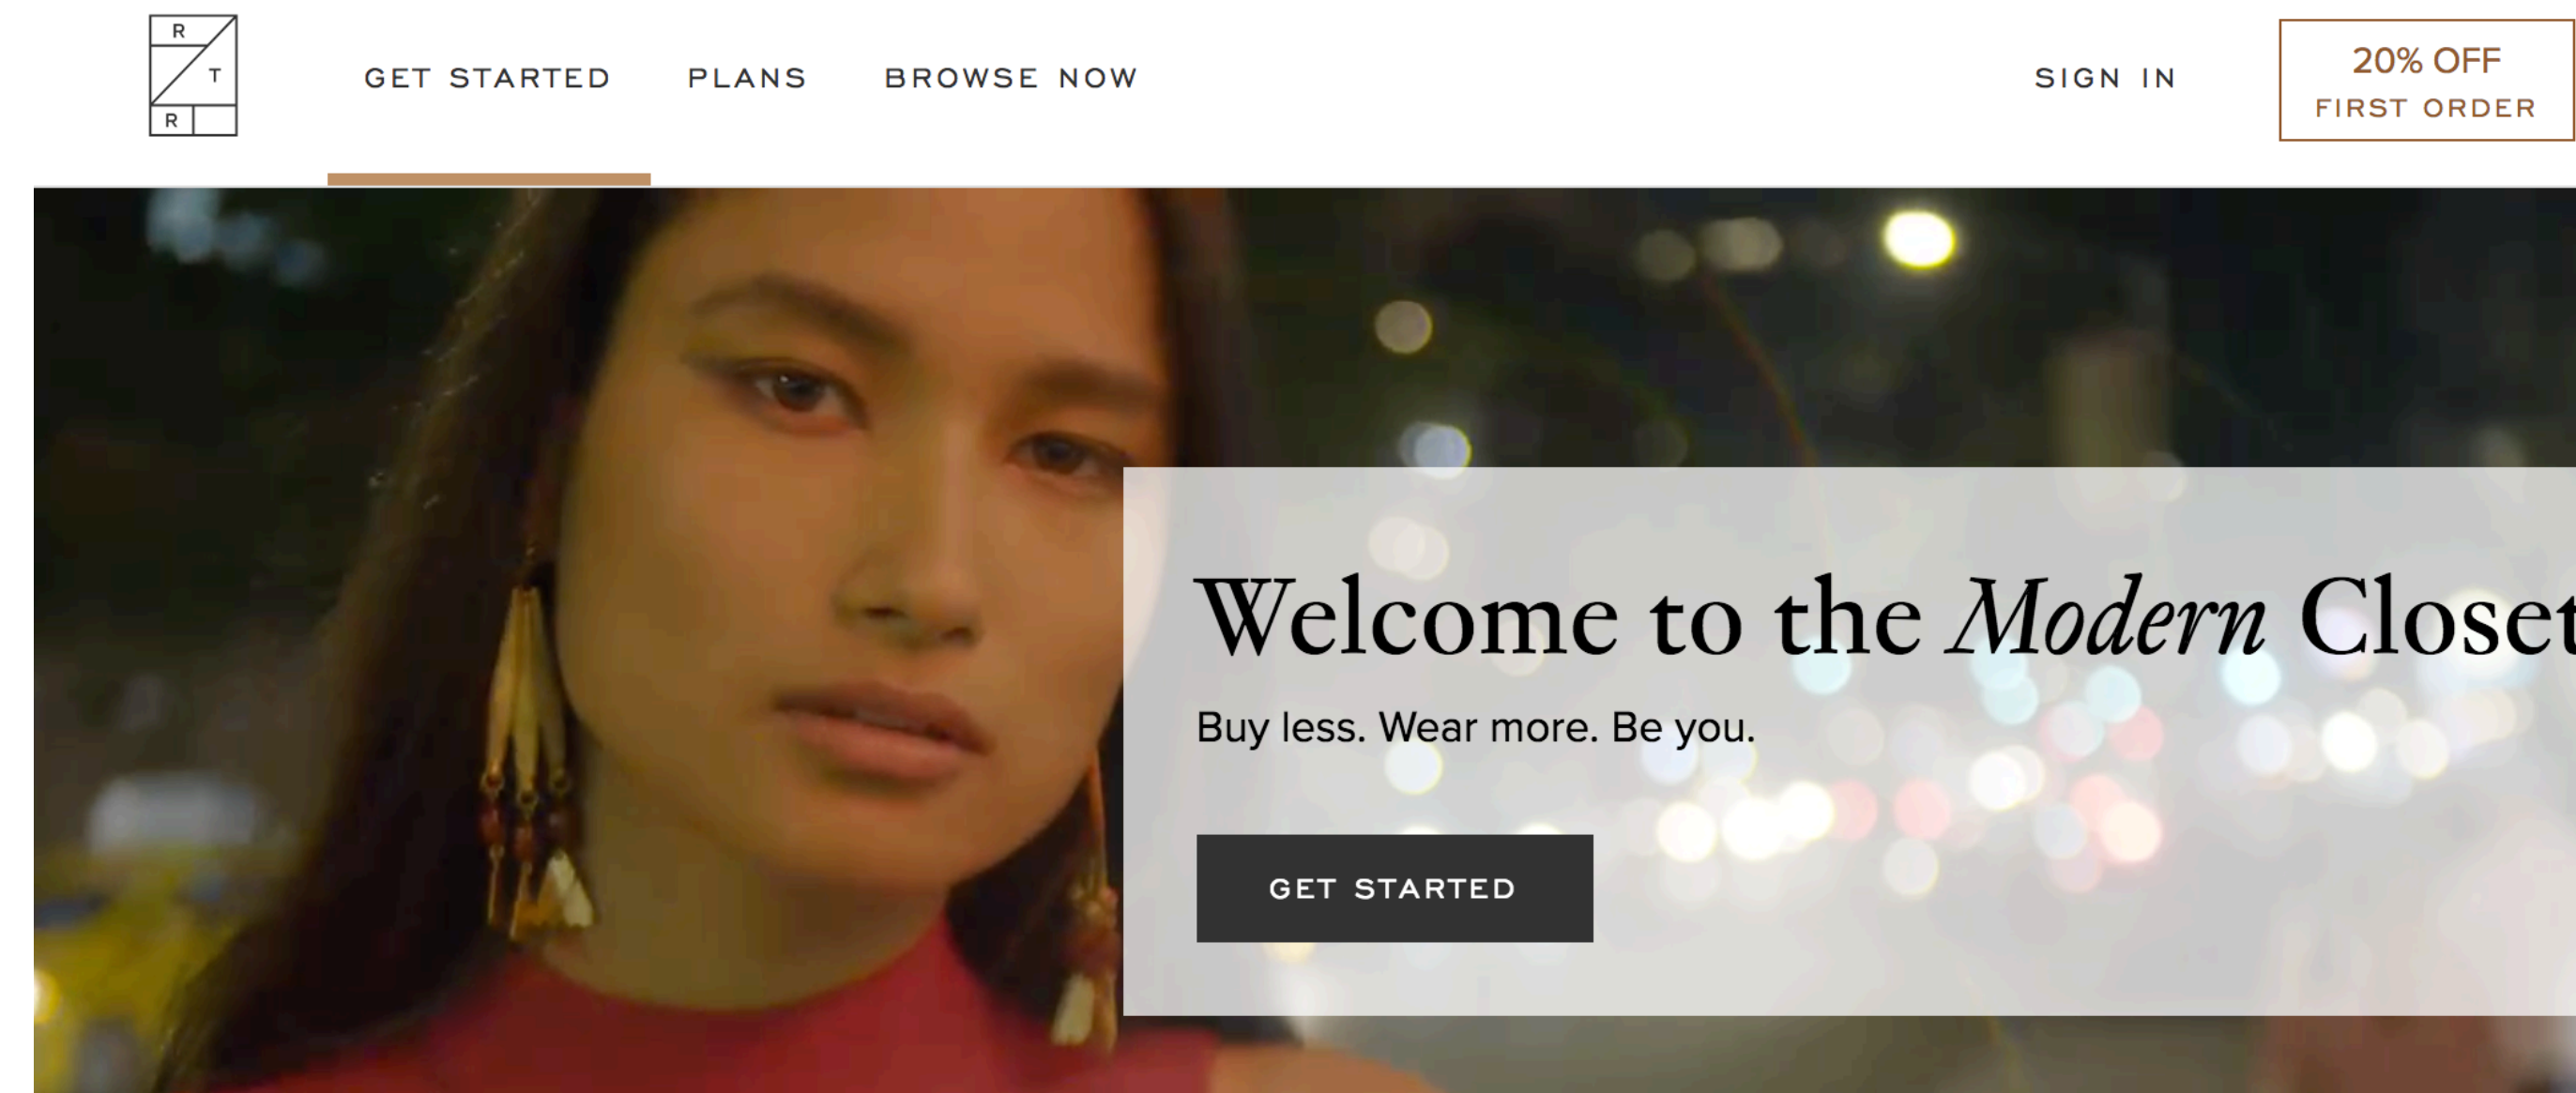 R
T
R
GET STARTED
PLANS
BROWSE NOW
SIGN IN
20% OFF
FIRST ORDER
Welcome to the Modern Closet
Buy less. Wear more. Be you.
GET STARTED